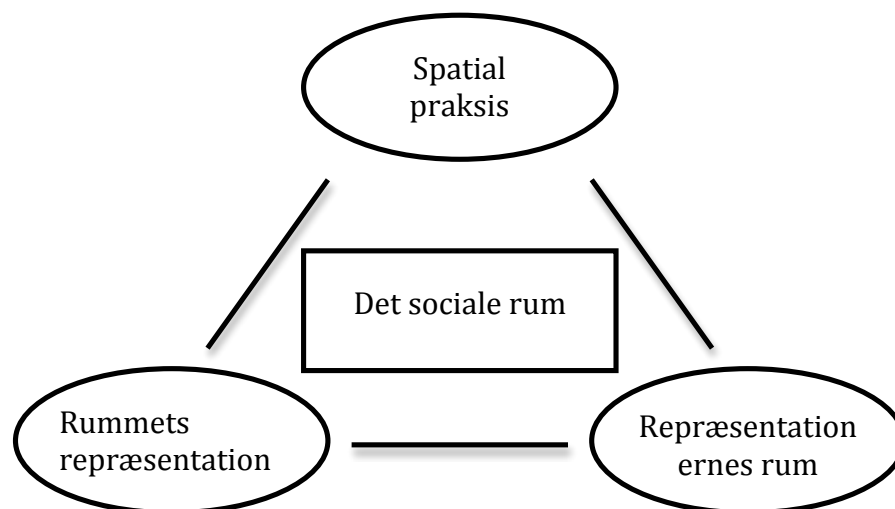 Spatial
praksis
Det sociale rum
Rummets
repræsentation
Repræsentation
ernes rum